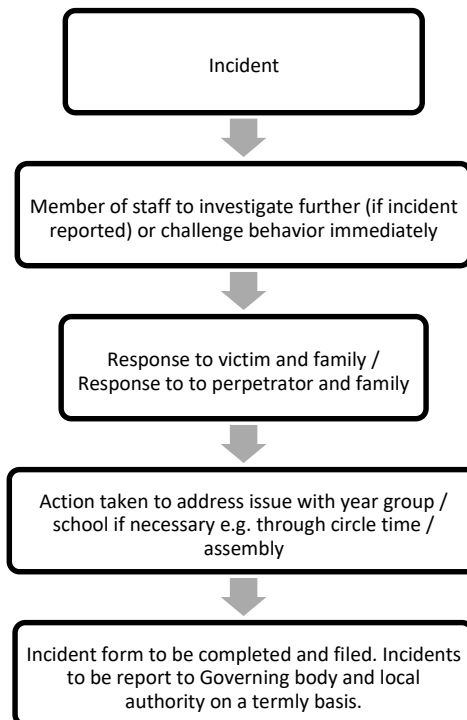 Incident
Member of staff to investigate further (if incident
reported) or challenge behavior immediately
Response to victim and family /
Response to to perpetrator and family
Action taken to address issue with year group /
school if necessary e.g. through circle time /
assembly
Incident form to be completed and filed. Incidents
to be report to Governing body and local
authority on a termly basis.